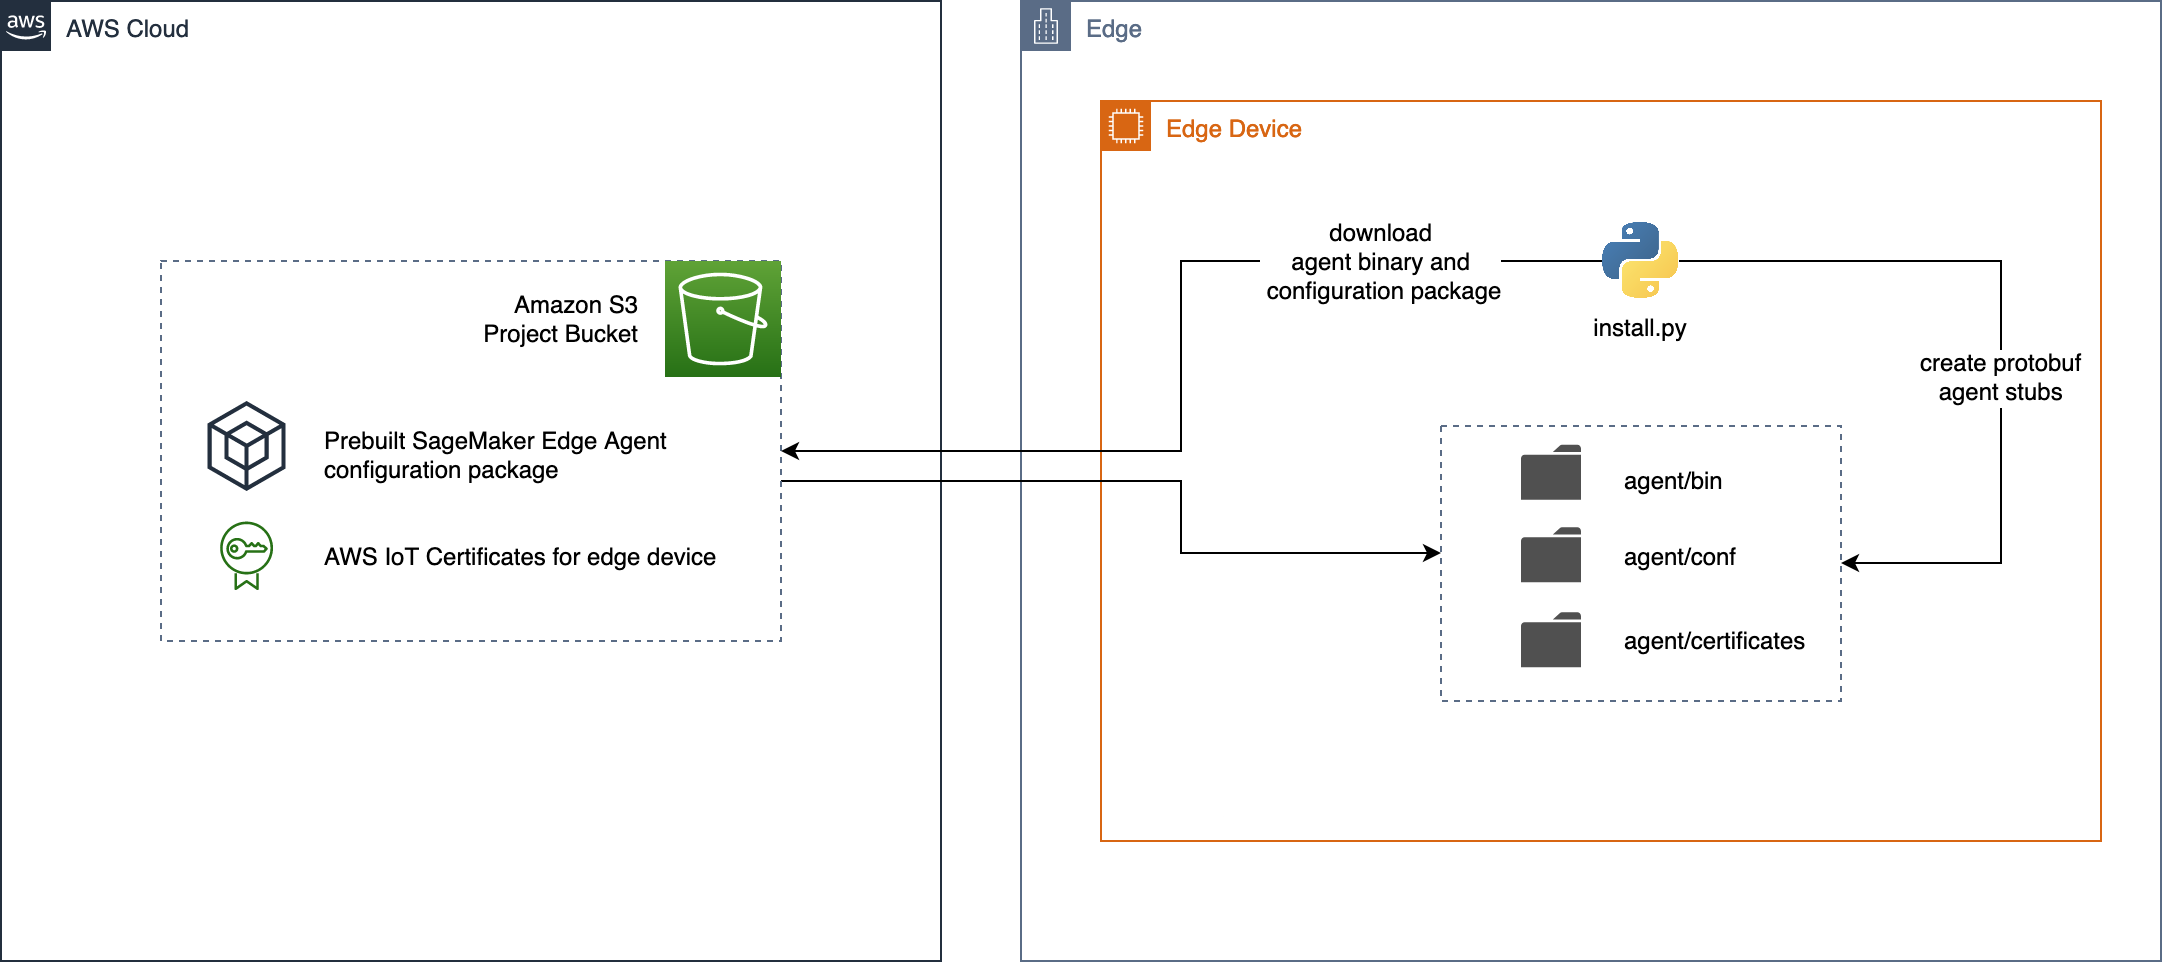 aws
AWS Cloud
Amazon S3
Project Bucket
Prebuilt SageMaker Edge Agent
configuration package
AWS IoT Certificates for edge device
Edge
Edge Device
download
agent binary and
configuration package
install.py
create protobuf
agent stubs
agent/bin
agent/conf
agent/certificates